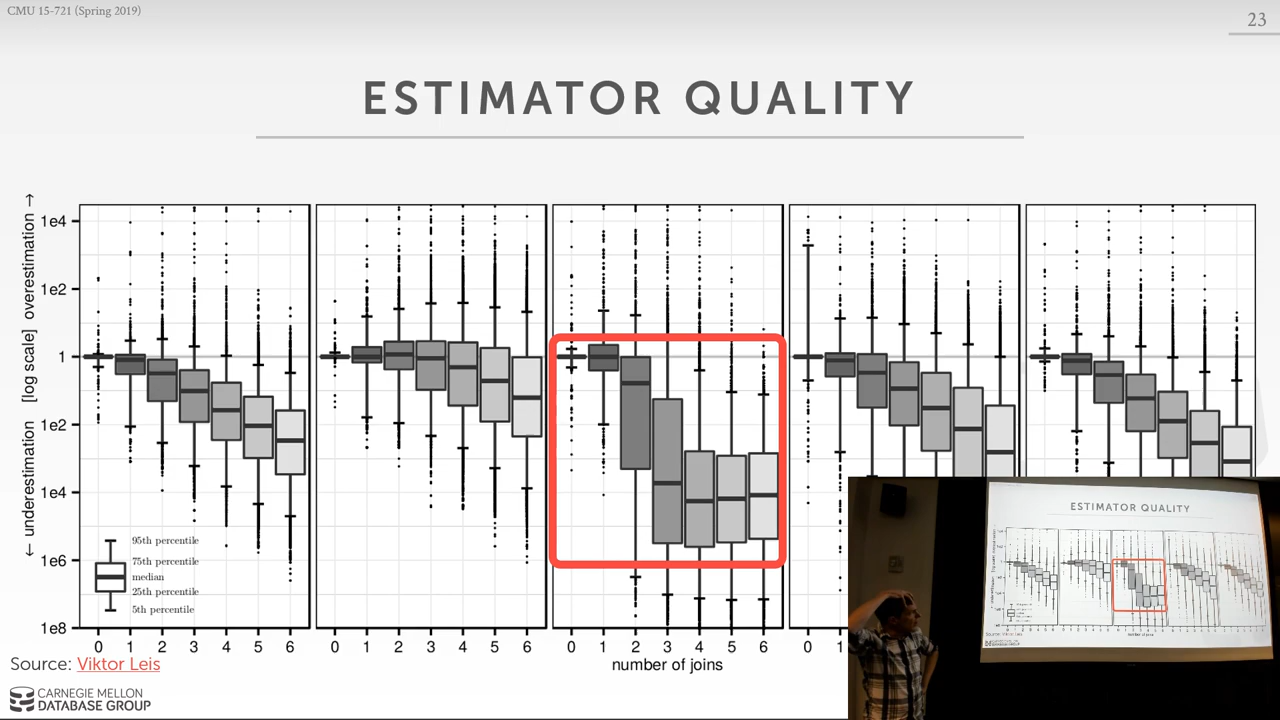 CMU 15-721 (Spring 2019)
23
ESTIMATOR QUALITY
← underestimation [log scale] overestimation →
1e4
1e2
1
1e2
1e4
1e6
1e8
95th percentile
75th percentile
median
25th percentile
5th percentile
0 1 2 3 4 5 6 0 1 2 3 4 5 6 0 1 2 3 4 5 6 0 1
number of joins
Source: Viktor Leis
CARNEGIE MELLON
DATABASE GROUP
ESTIMATOR QUALITY